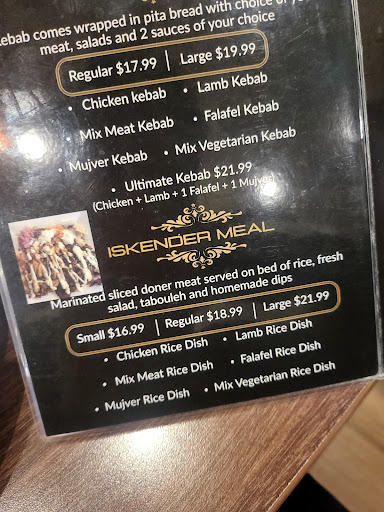 kebab comes wrapped in pita bread with choice of
meat, salads and 2 sauces of your choice
Regular $17.99 | Large $19.99
• Chicken kebab • Lamb Kebab
• Mix Meat Kebab • Falafel Kebab
• Mujver Kebab • Mix Vegetarian Kebab
• Ultimate Kebab $21.99
(Chicken + Lamb + 1 Falafel + 1 Mujver)
ISKENDER MEAL
Marinated sliced doner meat served on bed of rice, fresh
salad, tabouleh and homemade dips
Small $16.99 | Regular $18.99 | Large $21.99
• Chicken Rice Dish • Lamb Rice Dish
• Mix Meat Rice Dish • Falafel Rice Dish
• Mujver Rice Dish • Mix Vegetarian Rice Dish